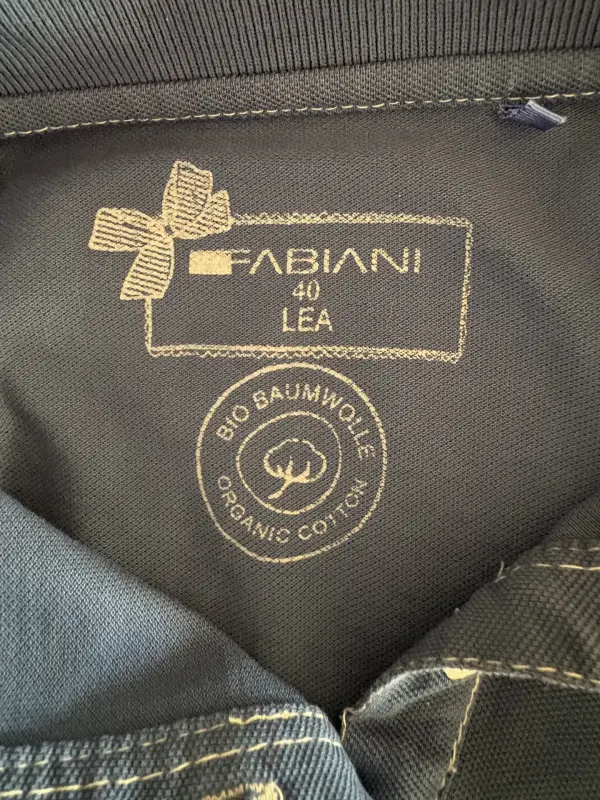 FABIANI
40
LEA
BIO BAUMWOLLE
ORGANIC COTTON